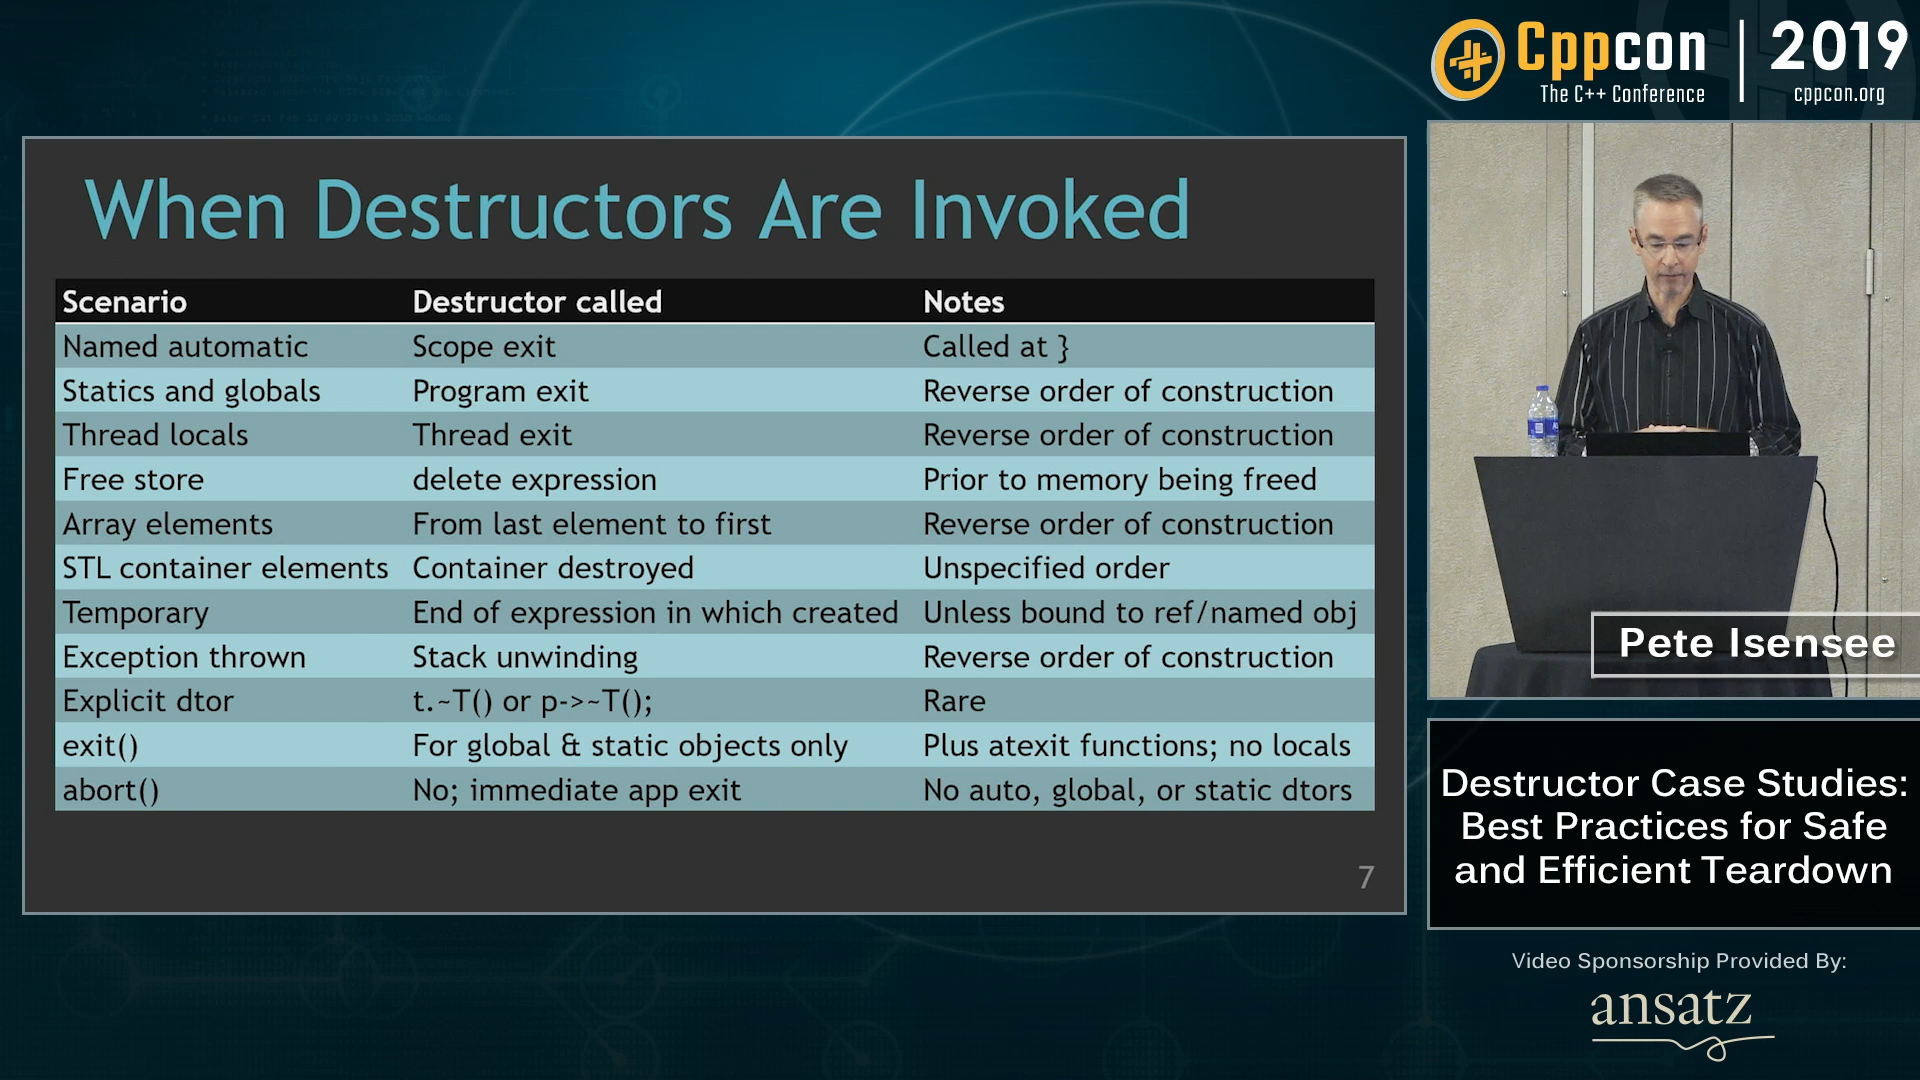 Cppcon
The C++ Conference
2019
cppcon.org
When Destructors Are Invoked
Scenario Destructor called Notes
Named automatic Scope exit Called at }
Statics and globals Program exit Reverse order of construction
Thread locals Thread exit Reverse order of construction
Free store delete expression Prior to memory being freed
Array elements From last element to first Reverse order of construction
STL container elements Container destroyed Unspecified order
Temporary End of expression in which created Unless bound to ref/named obj
Exception thrown Stack unwinding Reverse order of construction
Explicit dtor t.~T() or p->~T(); Rare
exit() For global & static objects only Plus atexit functions; no locals
abort() No; immediate app exit No auto, global, or static dtors
7
Pete Isensee
Destructor Case Studies:
Best Practices for Safe
and Efficient Teardown
Video Sponsorship Provided By:
ansatz